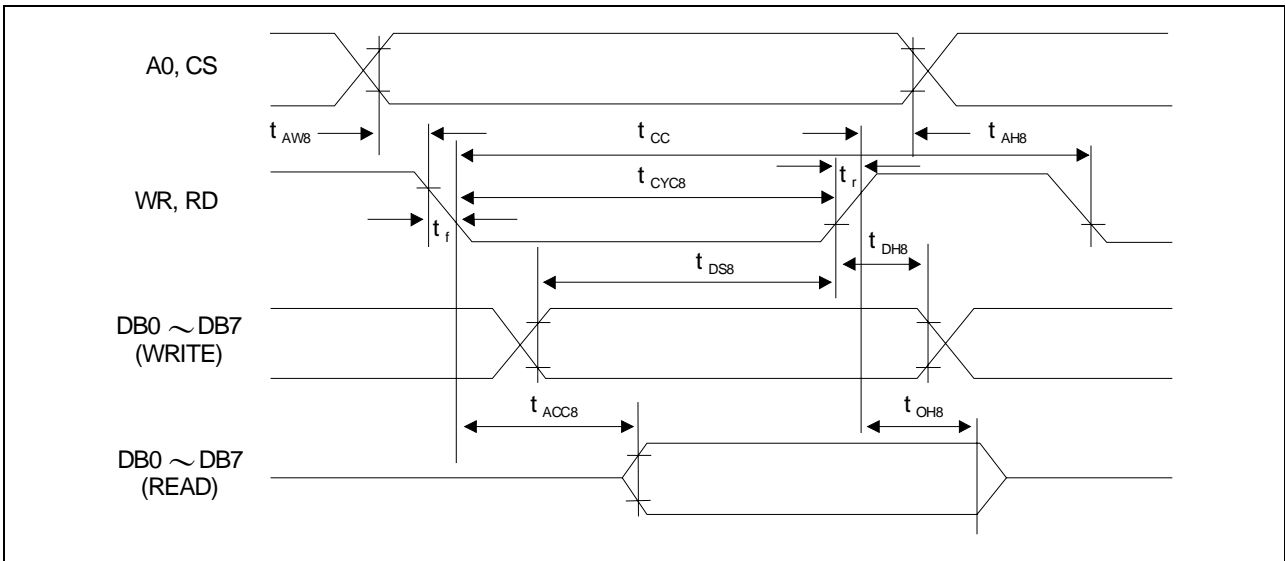 A0, CS
t AW8
t CC
t AH8
WR, RD
t CYC8
t r
t f
t DH8
t DS8
DB0 ～ DB7
(WRITE)
t ACC8
t OH8
DB0 ～ DB7
(READ)